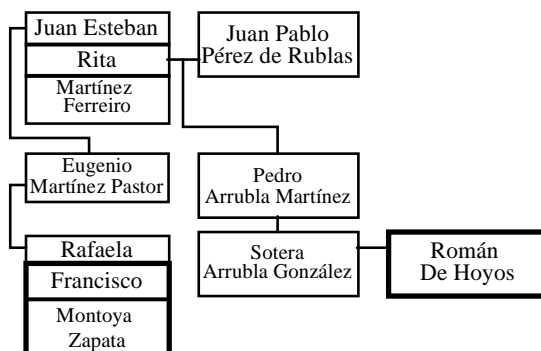 Juan Esteban
Rita
Martínez
Ferreiro
Juan Pablo
Pérez de Rublas
Eugenio
Martínez Pastor
Pedro
Arrubla Martínez
Rafaela
Francisco
Montoya
Zapata
Sotera
Arrubla González
Román
De Hoyos